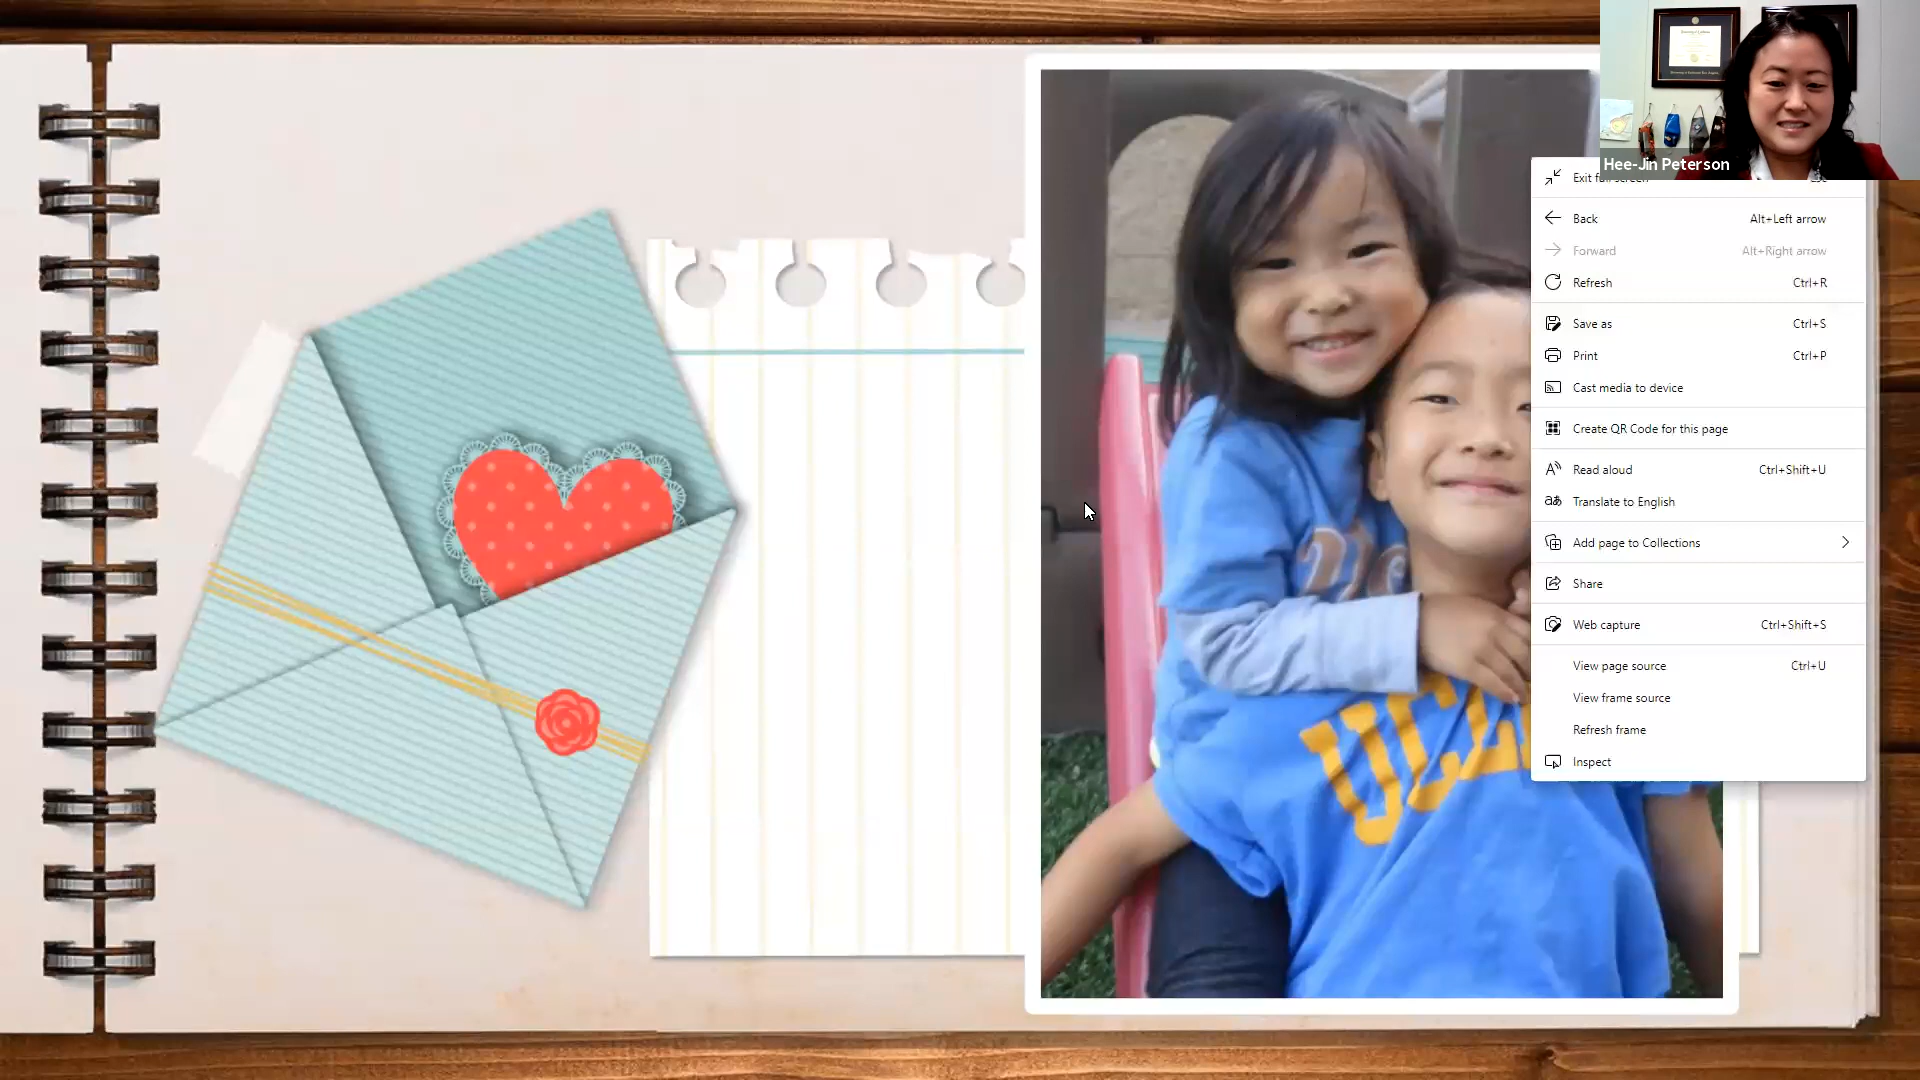 Hee-Jin Peterson
Exit full screen
Back Alt+Left arrow
Forward Alt+Right arrow
Refresh Ctrl+R
Save as Ctrl+S
Print Ctrl+P
Cast media to device
Create QR Code for this page
Read aloud Ctrl+Shift+U
Translate to English
Add page to Collections
Share
Web capture Ctrl+Shift+S
View page source Ctrl+U
View frame source
Refresh frame
Inspect